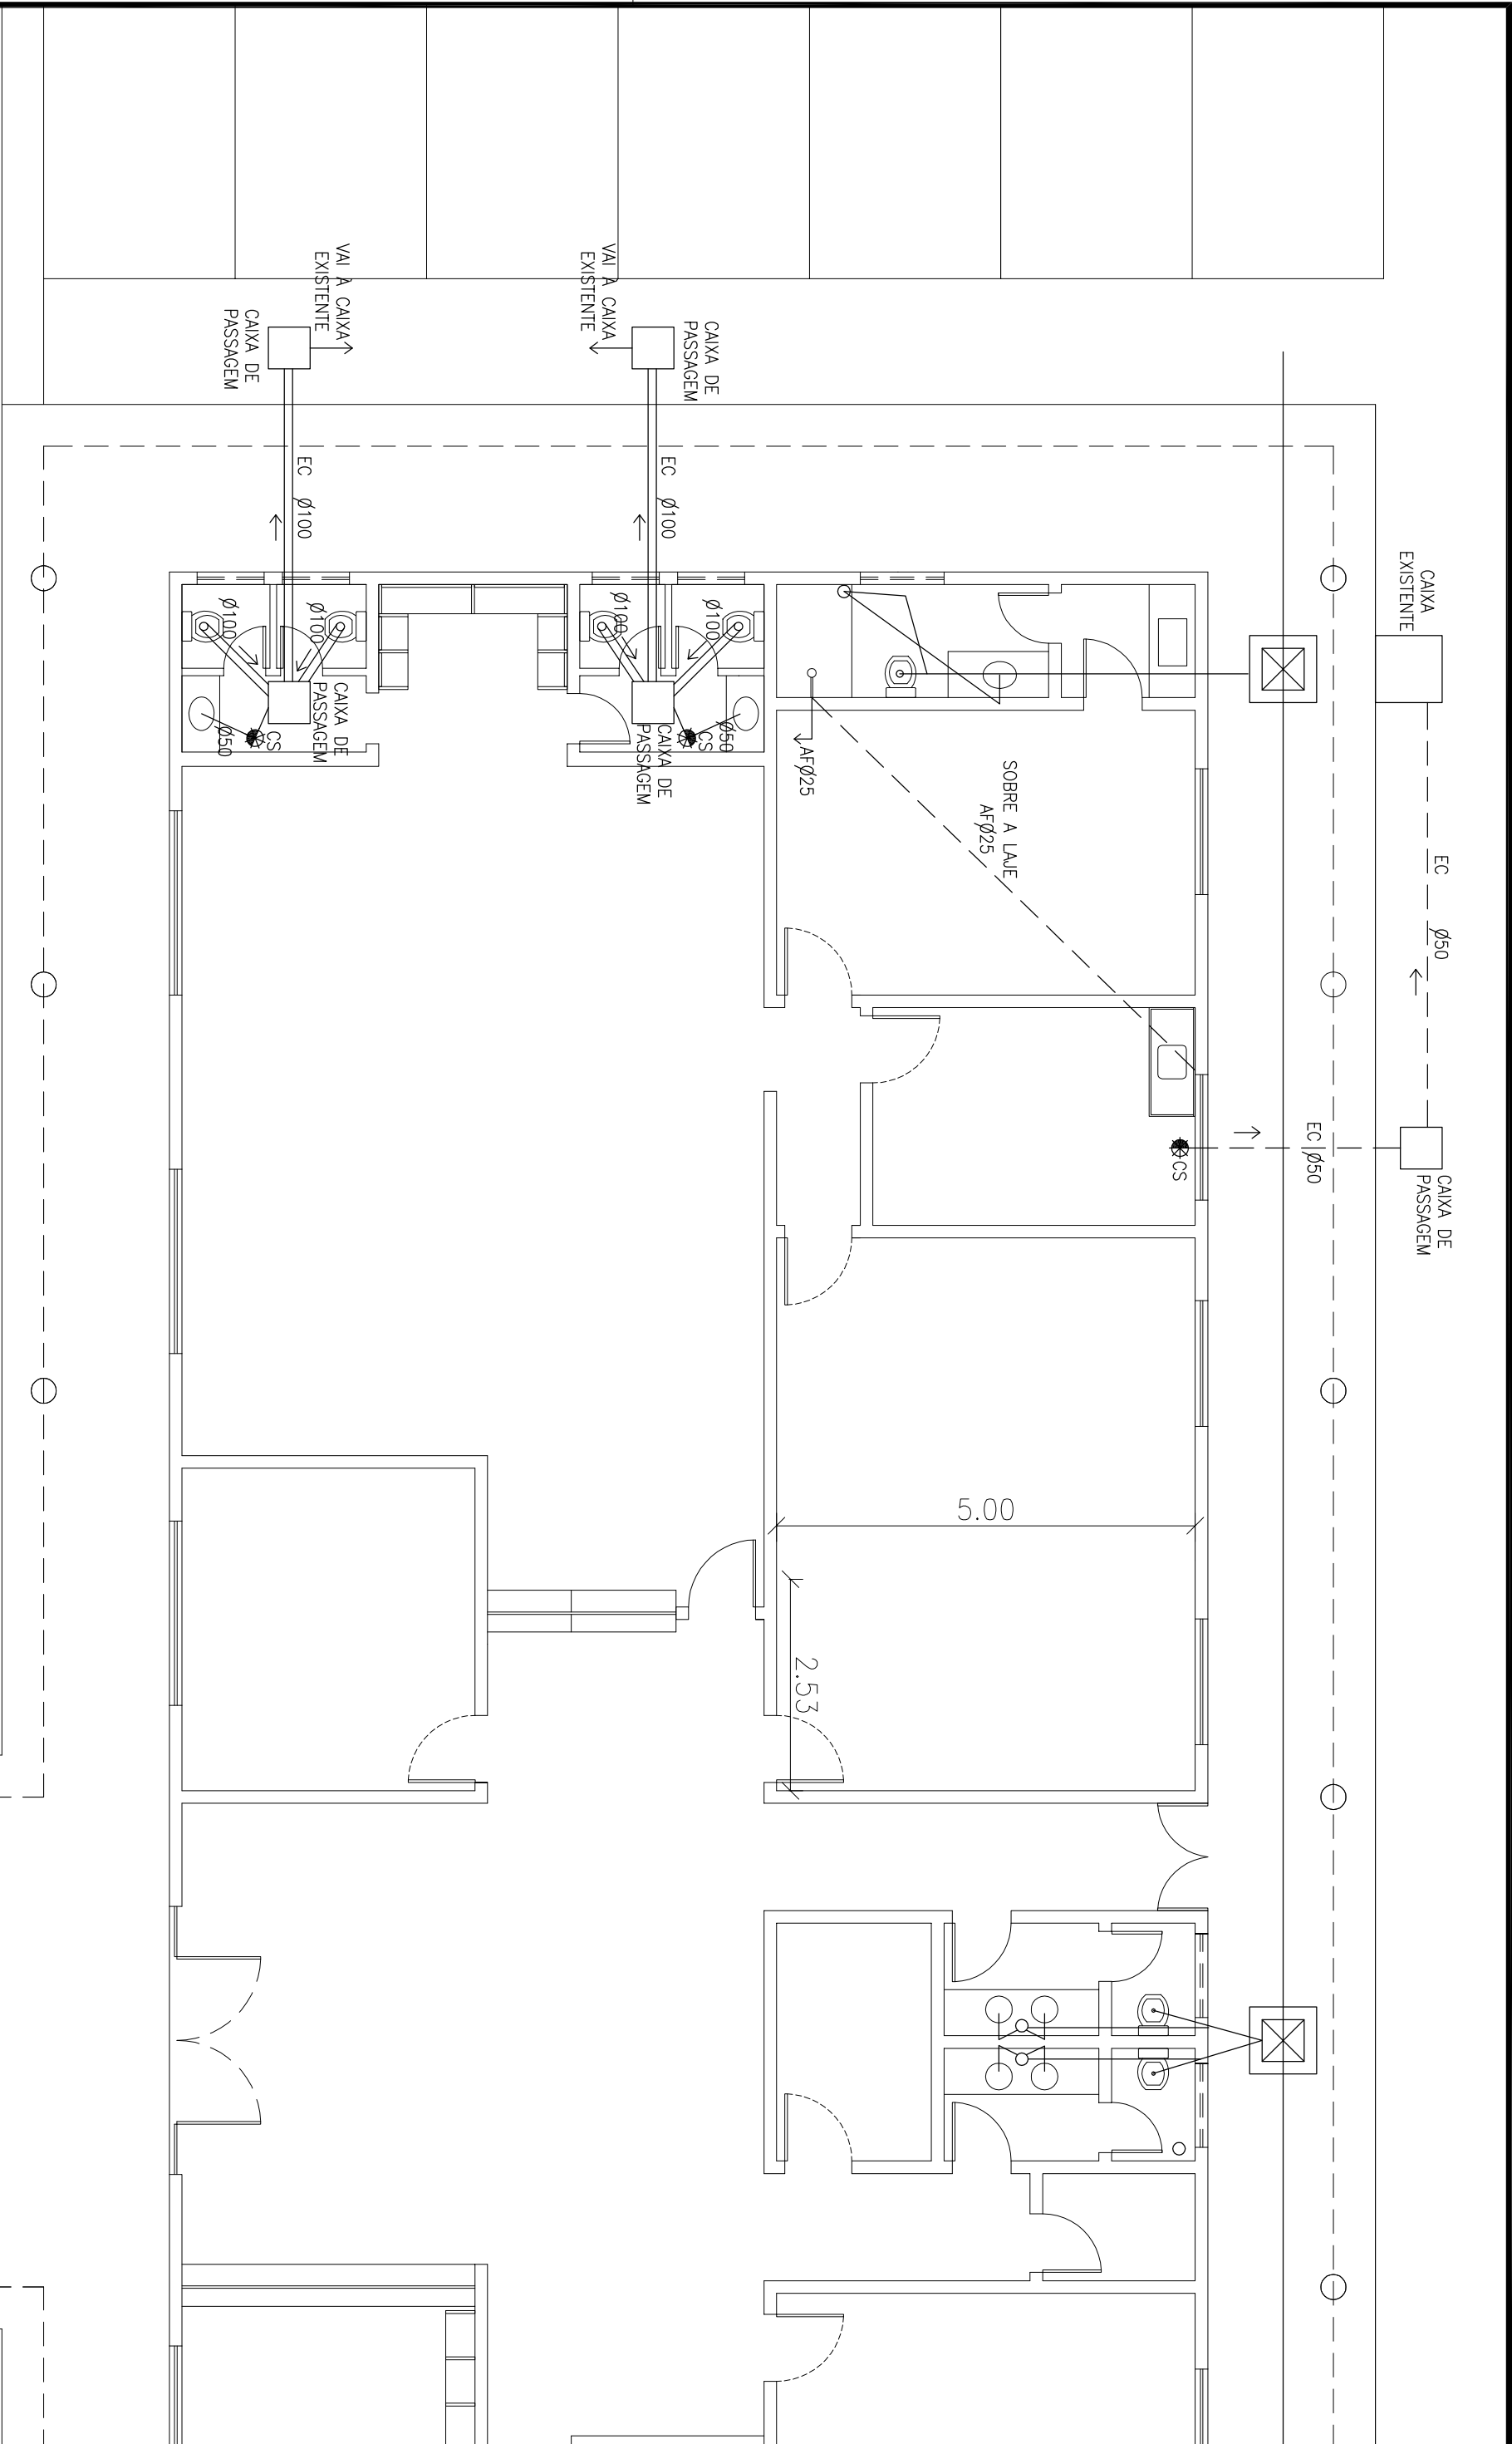 CAIXA
EXISTENTE
EC Ø50
CAIXA DE
PASSAGEM
EC Ø50
CS
SOBRE A LAJE
AFØ25
AFØ25
VAI À CAIXA
EXISTENTE
CAIXA DE
PASSAGEM
EC Ø100
Ø100
Ø100
Ø50
CS
CAIXA DE
PASSAGEM
VAI À CAIXA
EXISTENTE
CAIXA DE
PASSAGEM
EC Ø100
Ø100
Ø100
CAIXA DE
PASSAGEM
CS
Ø50
5.00
2.53